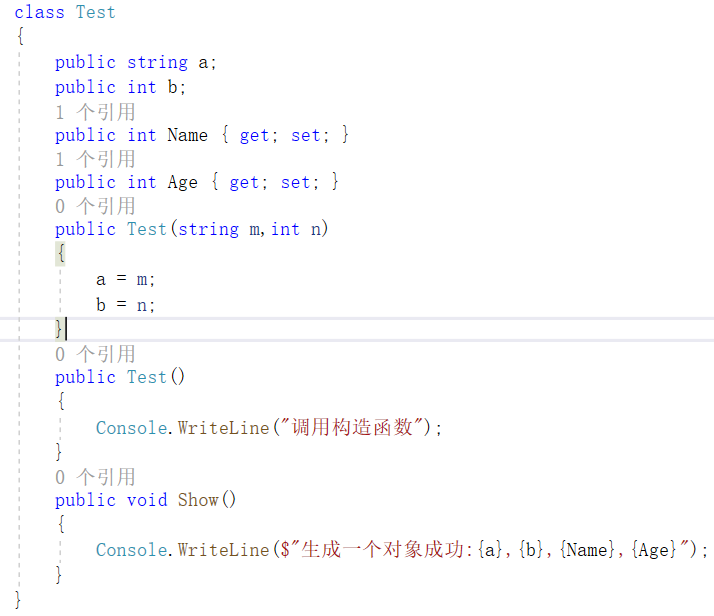 class Test
{
public string a;
public int b;
1 个引用
public int Name { get; set; }
1 个引用
public int Age { get; set; }
0 个引用
public Test(string m,int n)
{
a = m;
b = n;
}
0 个引用
public Test()
{
Console.WriteLine("调用构造函数");
}
0 个引用
public void Show()
{
Console.WriteLine($"生成一个对象成功:{a},{b},{Name},{Age}");
}
}